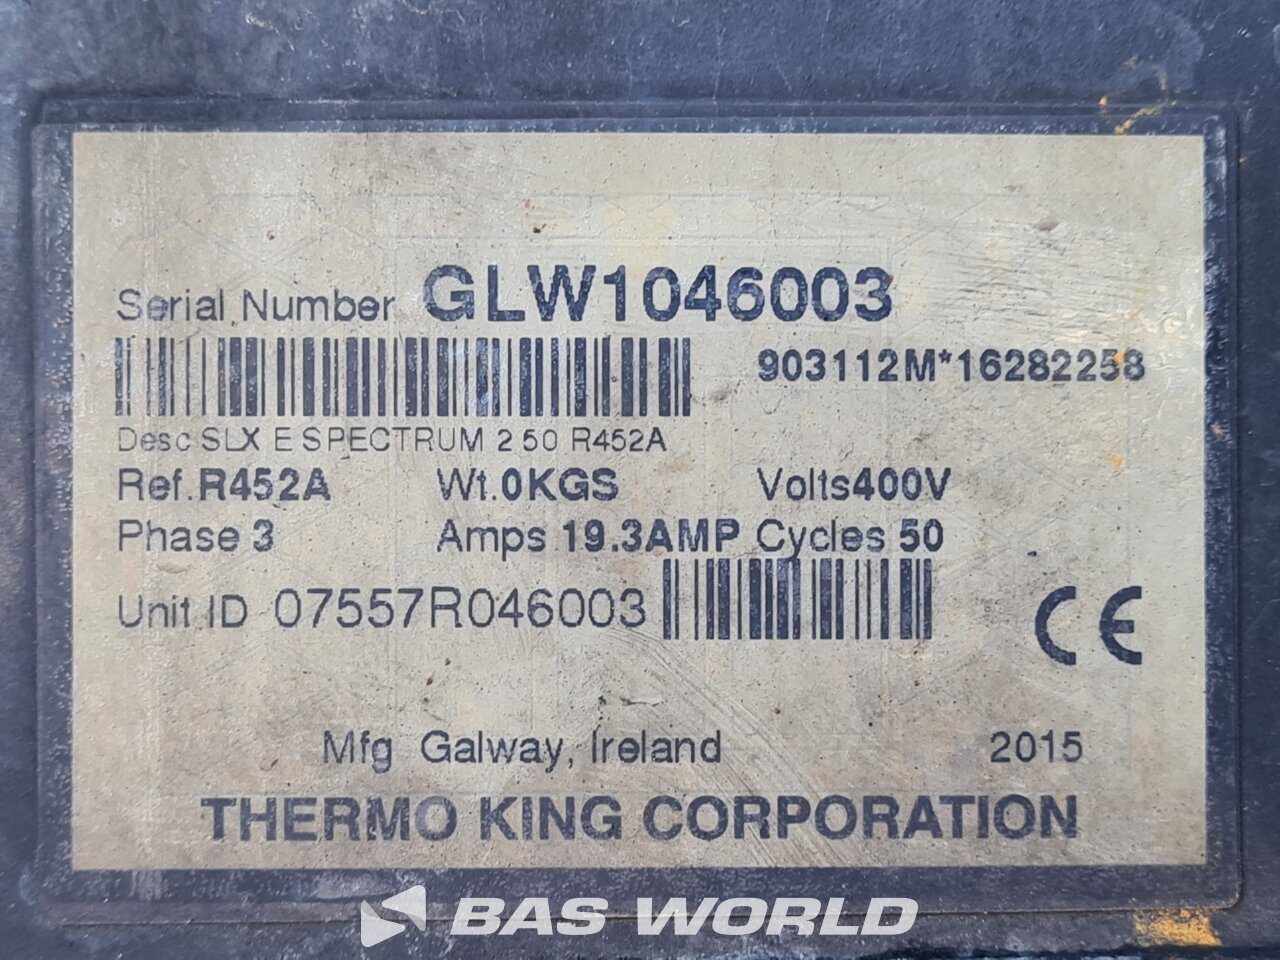 Serial Number GLW1046003
903112M*16282258
Desc SLX E SPECTRUM 2 50 R452A
Ref.R452A Wt.0KGS Volts400V
Phase 3 Amps 19.3AMP Cycles 50
Unit ID 07557R046003
CE
Mfg Galway, Ireland 2015
THERMO KING CORPORATION
BAS WORLD